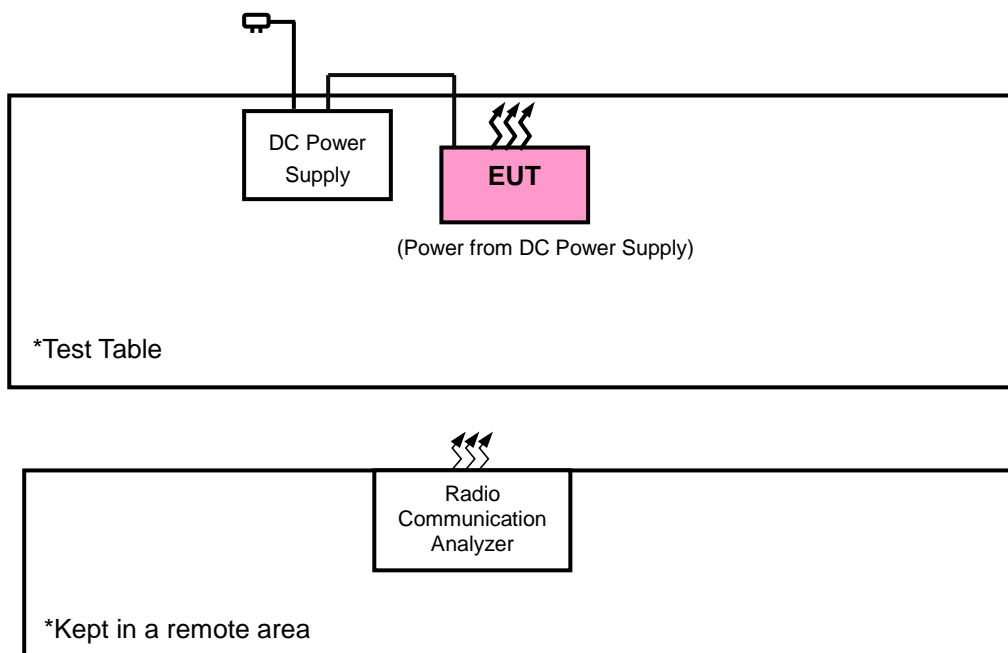 DC Power
Supply
EUT
(Power from DC Power Supply)
*Test Table
Radio
Communication
Analyzer
*Kept in a remote area